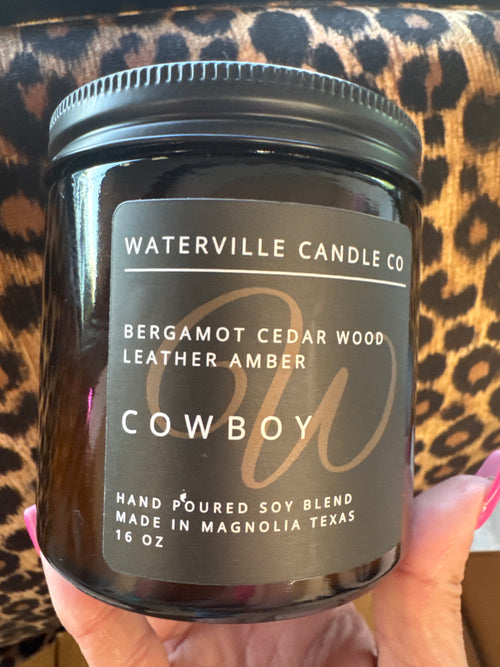 WATERVILLE CANDLE CO
BERGAMOT CEDAR WOOD
LEATHER AMBER
W
COWBOY
HAND POURED SOY BLEND
MADE IN MAGNOLIA TEXAS
16 OZ